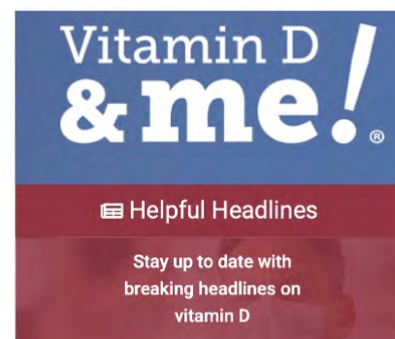 Vitamin D
& me!®
Helpful Headlines
Stay up to date with
breaking headlines on
vitamin D